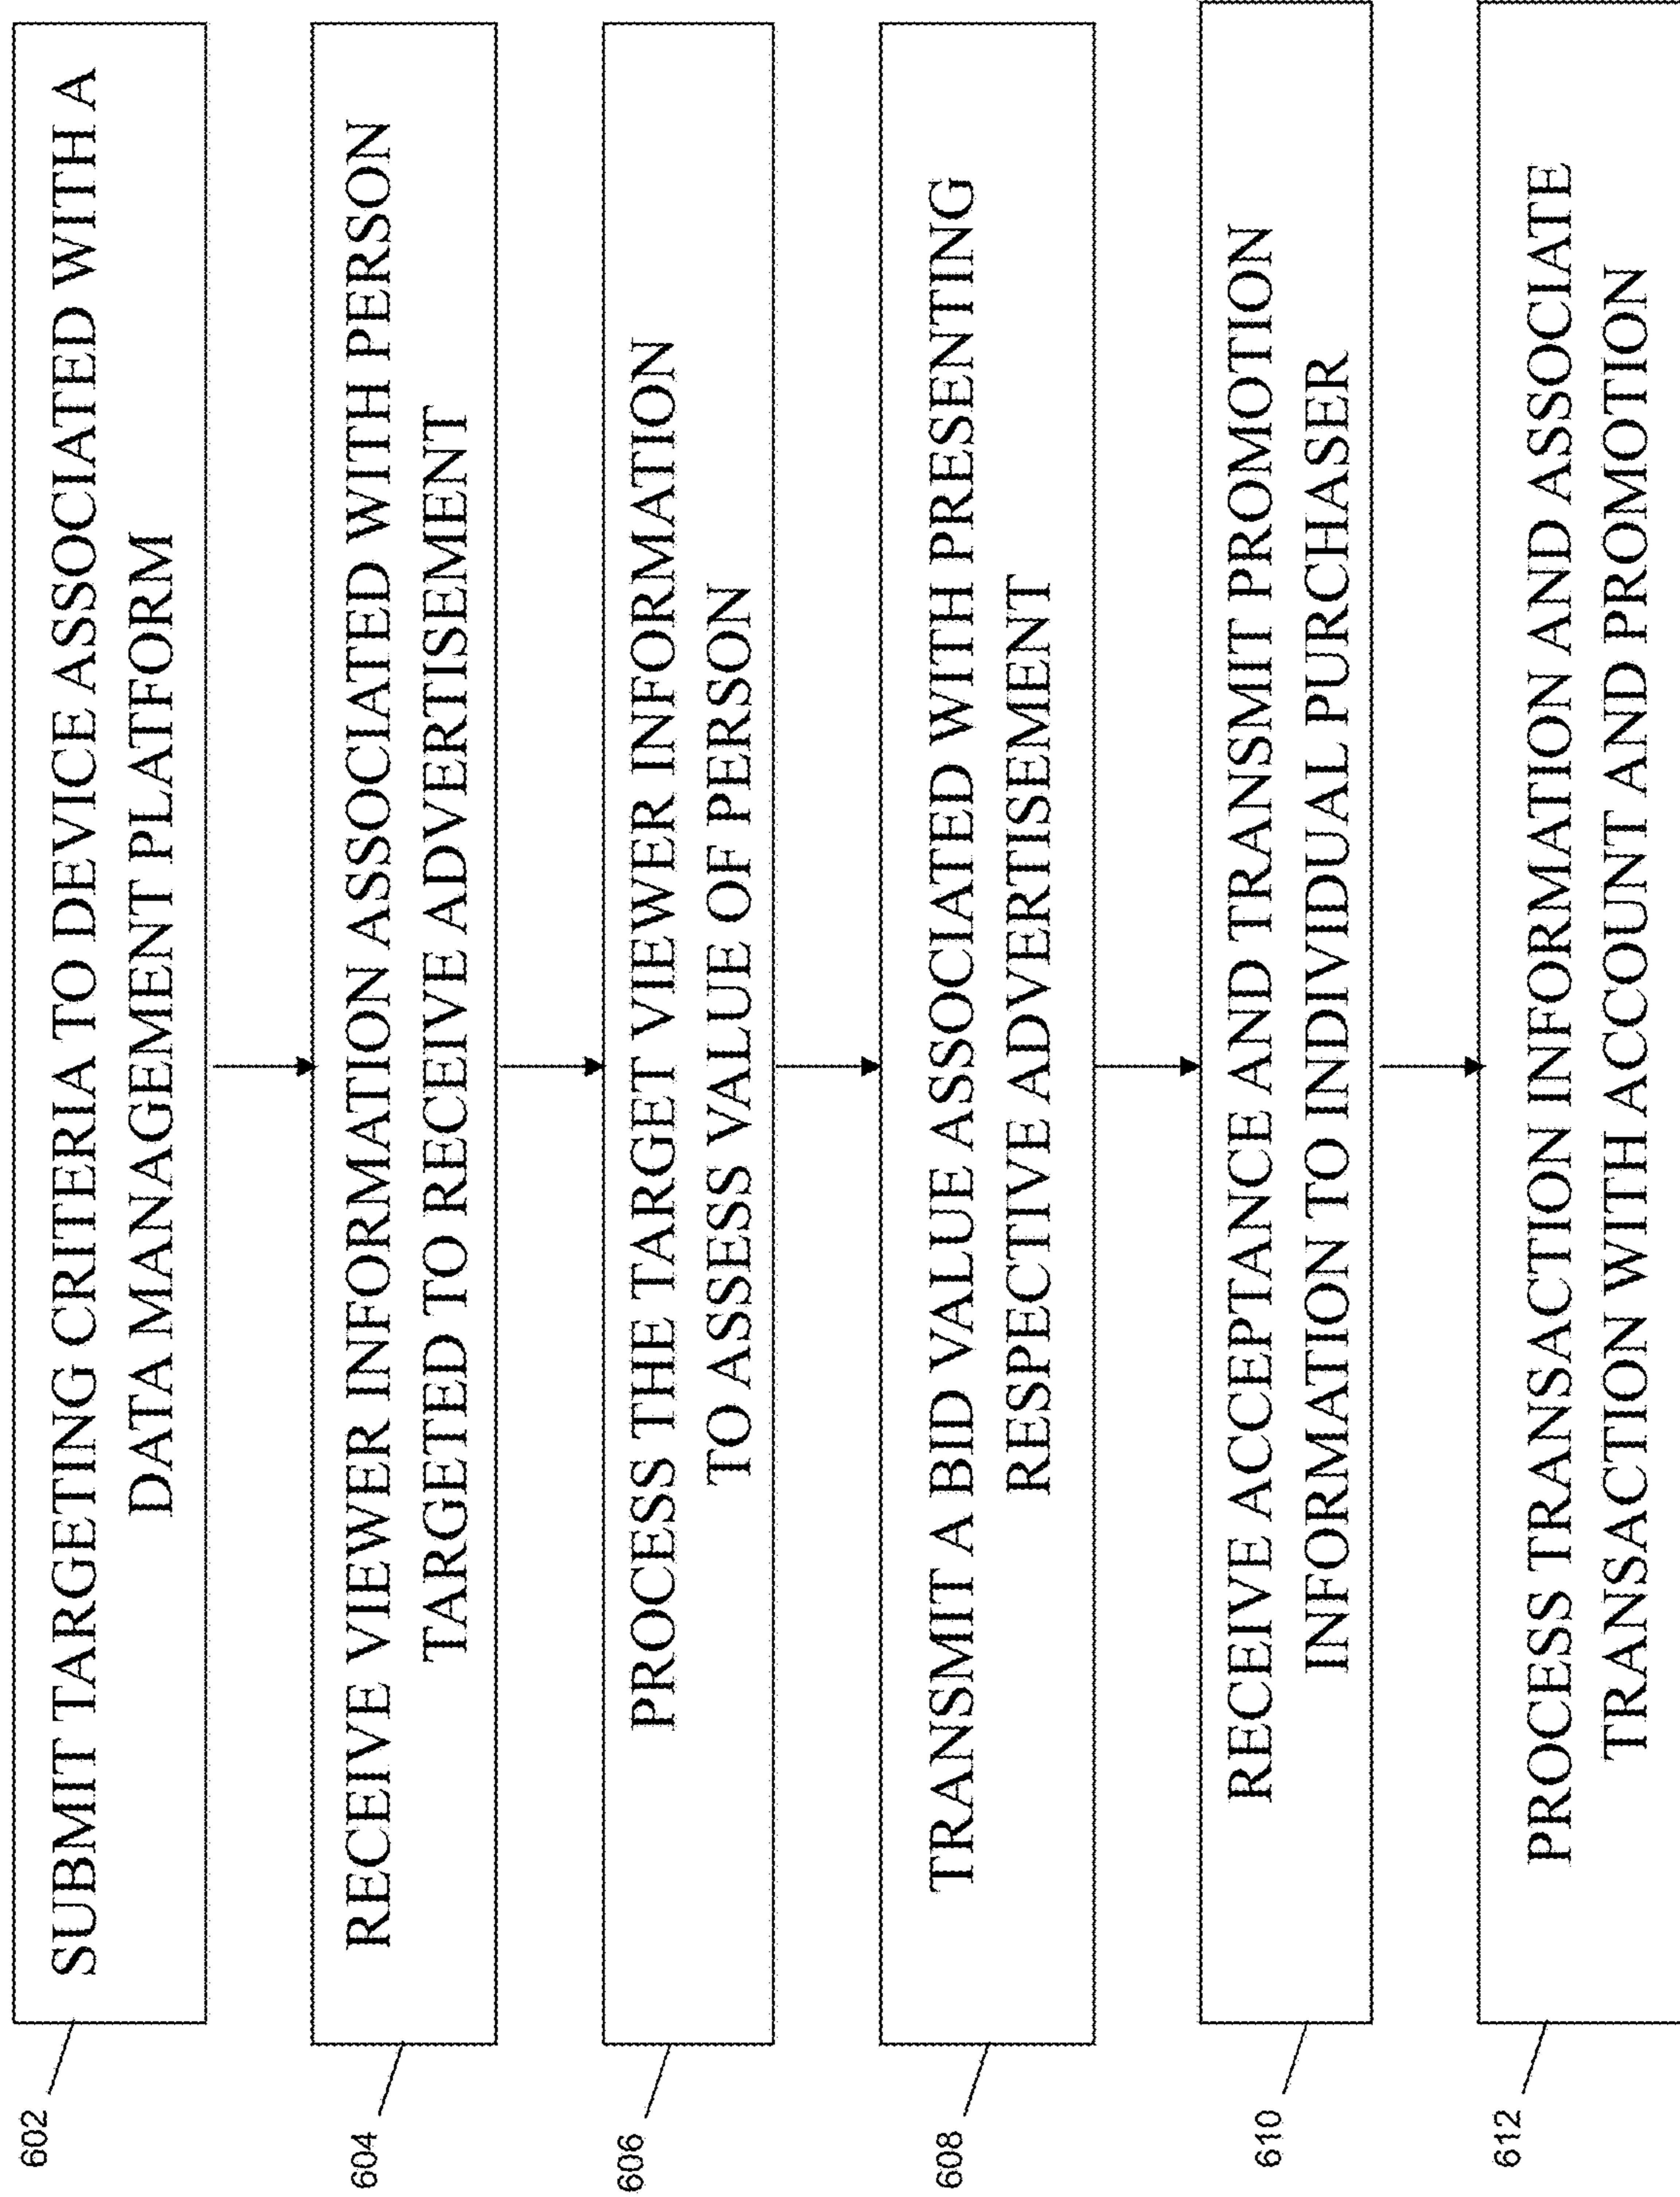 602
SUBMIT TARGETING CRITERIA TO DEVICE ASSOCIATED WITH A
DATA MANAGEMENT PLATFORM
604
RECEIVE VIEWER INFORMATION ASSOCIATED WITH PERSON
TARGETED TO RECEIVE ADVERTISEMENT
606
PROCESS THE TARGET VIEWER INFORMATION
TO ASSESS VALUE OF PERSON
608
TRANSMIT A BID VALUE ASSOCIATED WITH PRESENTING
RESPECTIVE ADVERTISEMENT
610
RECEIVE ACCEPTANCE AND TRANSMIT PROMOTION
INFORMATION TO INDIVIDUAL PURCHASER
612
PROCESS TRANSACTION INFORMATION AND ASSOCIATE
TRANSACTION WITH ACCOUNT AND PROMOTION